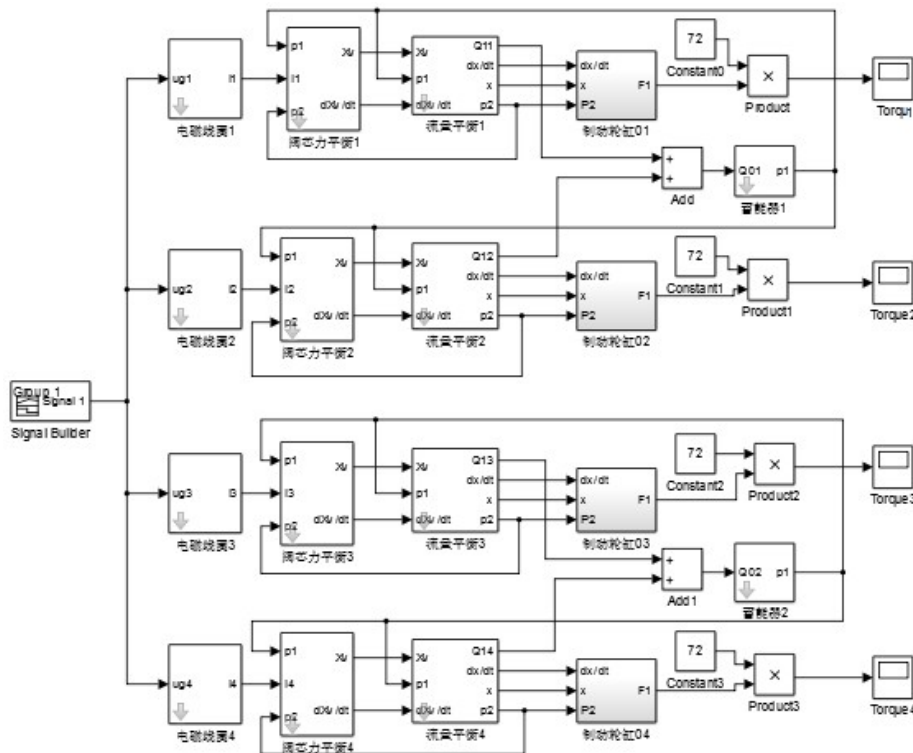 p1
I1
p2
Xv
dXv/dt
阀芯力平衡1
ug1
I1
电磁线圈1
Xv
p1
dXv/dt
Q11
dx/dt
x
p2
流量平衡1
dx/dt
x
P2
F1
制动轮缸01
72
Constant0
×
Product
Torqu1
+
+
Add
Q01
p1
蓄能器1
ug2
I2
电磁线圈2
p1
I2
p2
Xv
dXv/dt
阀芯力平衡2
Xv
p1
dXv/dt
Q12
dx/dt
x
p2
流量平衡2
dx/dt
x
P2
F1
制动轮缸02
72
Constant1
×
Product1
Torque2
Group 1
Signal 1
Signal Builder
ug3
I3
电磁线圈3
p1
I3
p2
Xv
dXv/dt
阀芯力平衡3
Xv
p1
dXv/dt
Q13
dx/dt
x
p2
流量平衡3
dx/dt
x
P2
F1
制动轮缸03
72
Constant2
×
Product2
Torque3
+
+
Add1
Q02
p1
蓄能器2
ug4
I4
电磁线圈4
p1
I4
p2
Xv
dXv/dt
阀芯力平衡4
Xv
p1
dXv/dt
Q14
dx/dt
x
p2
流量平衡4
dx/dt
x
P2
F1
制动轮缸04
72
Constant3
×
Product3
Torque4